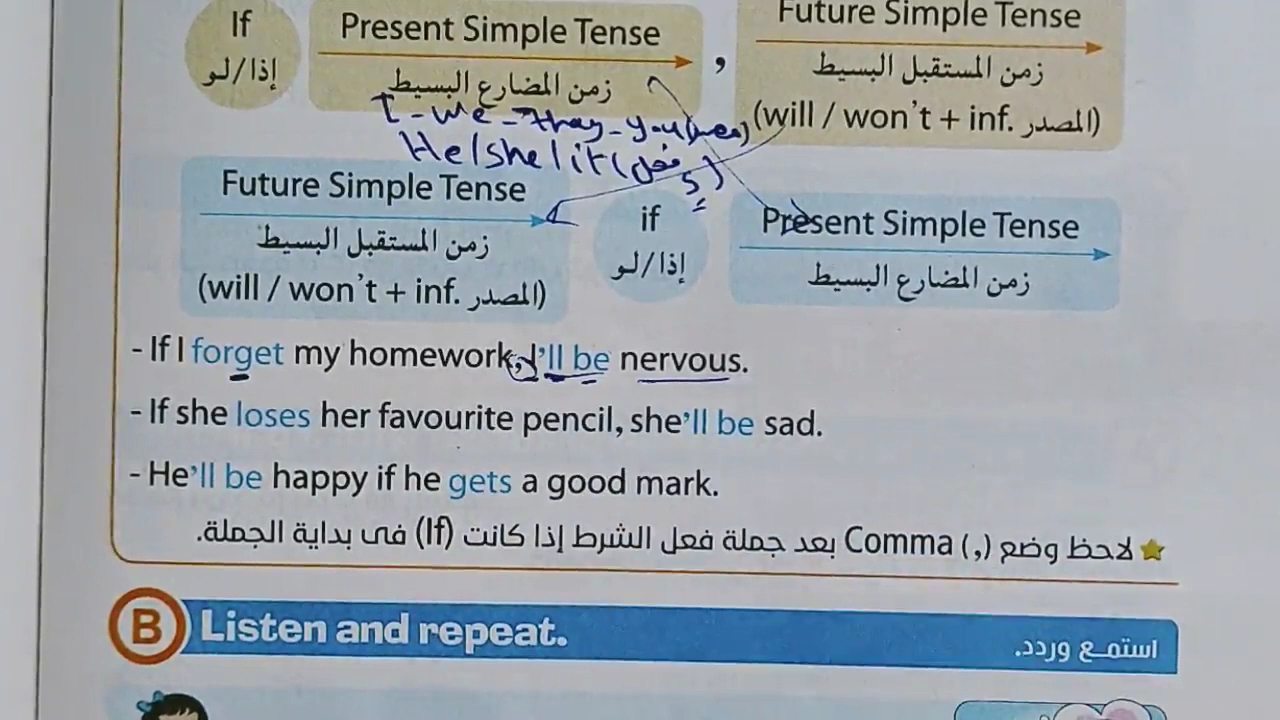 If
إذا/لو
Present Simple Tense
زمن المضارع البسيط
,
Future Simple Tense
زمن المستقبل البسيط
(will / won't + inf. المصدر)
I - we - they - you
He/she/it (فعل s)
Future Simple Tense
زمن المستقبل البسيط
(will / won't + inf. المصدر)
if
إذا/لو
Present Simple Tense
زمن المضارع البسيط
- If I forget my homework, I'll be nervous.
- If she loses her favourite pencil, she'll be sad.
- He'll be happy if he gets a good mark.
لاحظ وضع Comma (,) بعد جملة فعل الشرط إذا كانت (If) فى بداية الجملة.
B Listen and repeat.
استمع وردد.